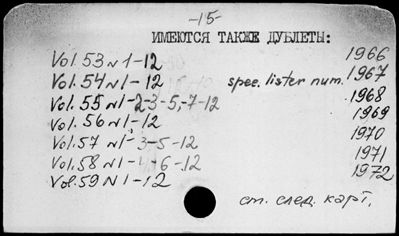 -15-
ИМЕЮТСЯ ТАКЖЕ ДУБЛЕТЫ:
Vol. 53 N 1-12 1966
Vol. 54 N 1-12 spec. lister num. 1967
Vol. 55 N 1-2-3-5,-7-12 1968
Vol. 56 N 1-12 1969
Vol. 57 N 1-3-5-12 1970
Vol. 58 N 1-4-6-12 1971
Vol. 59 N 1-12 1972
ст. след. карт.